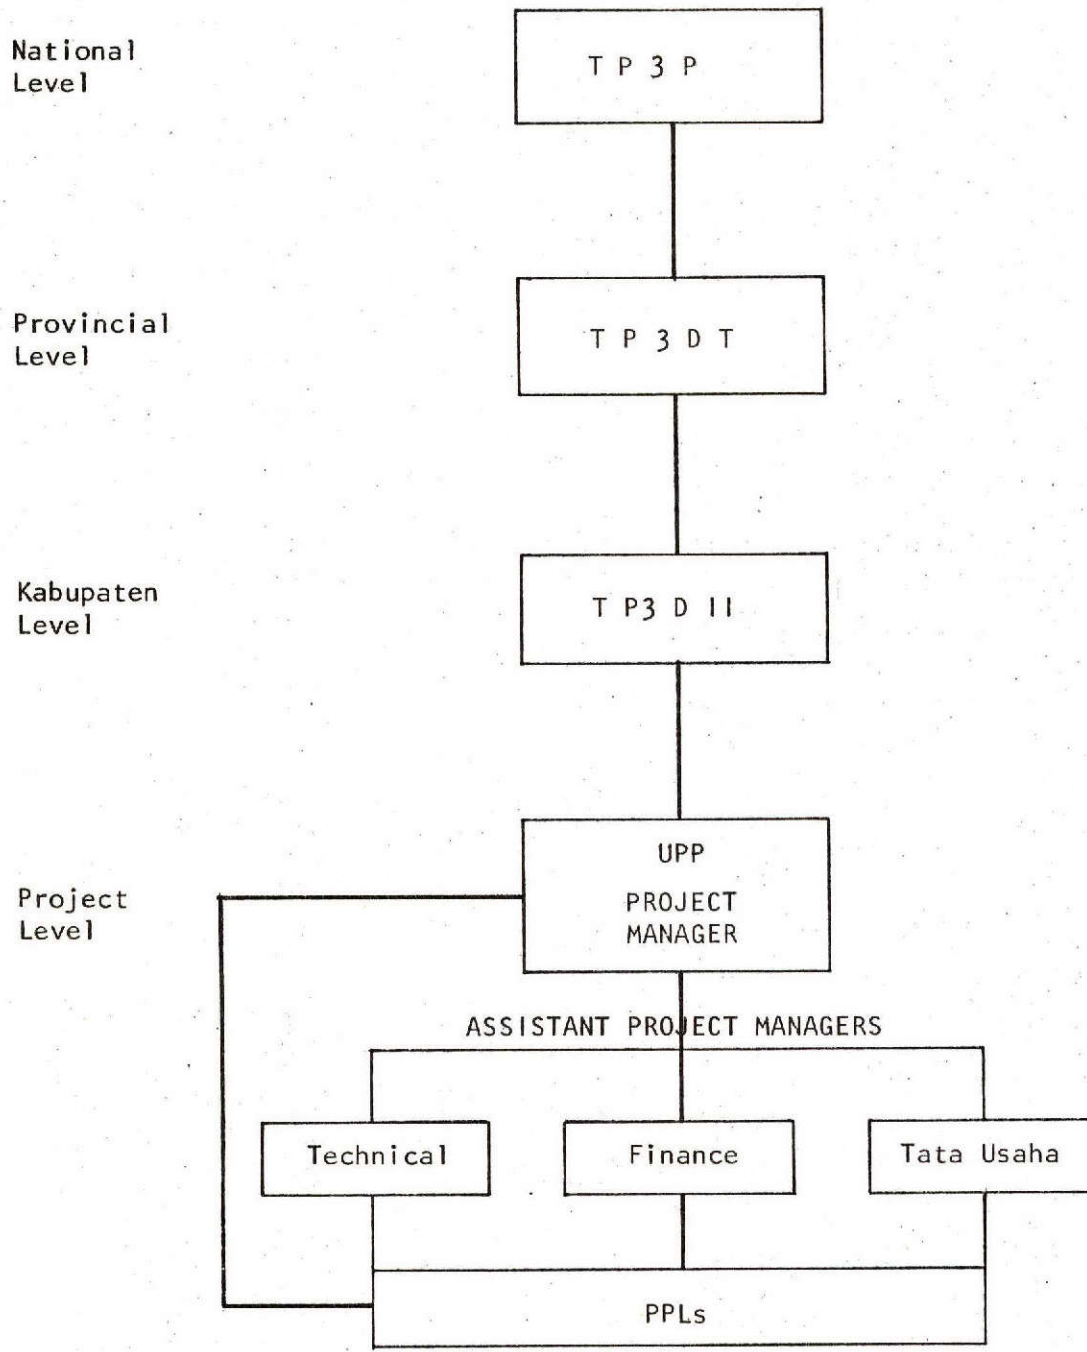 National
Level
T P 3 P
Provincial
Level
T P 3 D T
Kabupaten
Level
T P3 D II
Project
Level
UPP
PROJECT
MANAGER
ASSISTANT PROJECT MANAGERS
Technical
Finance
Tata Usaha
PPLs